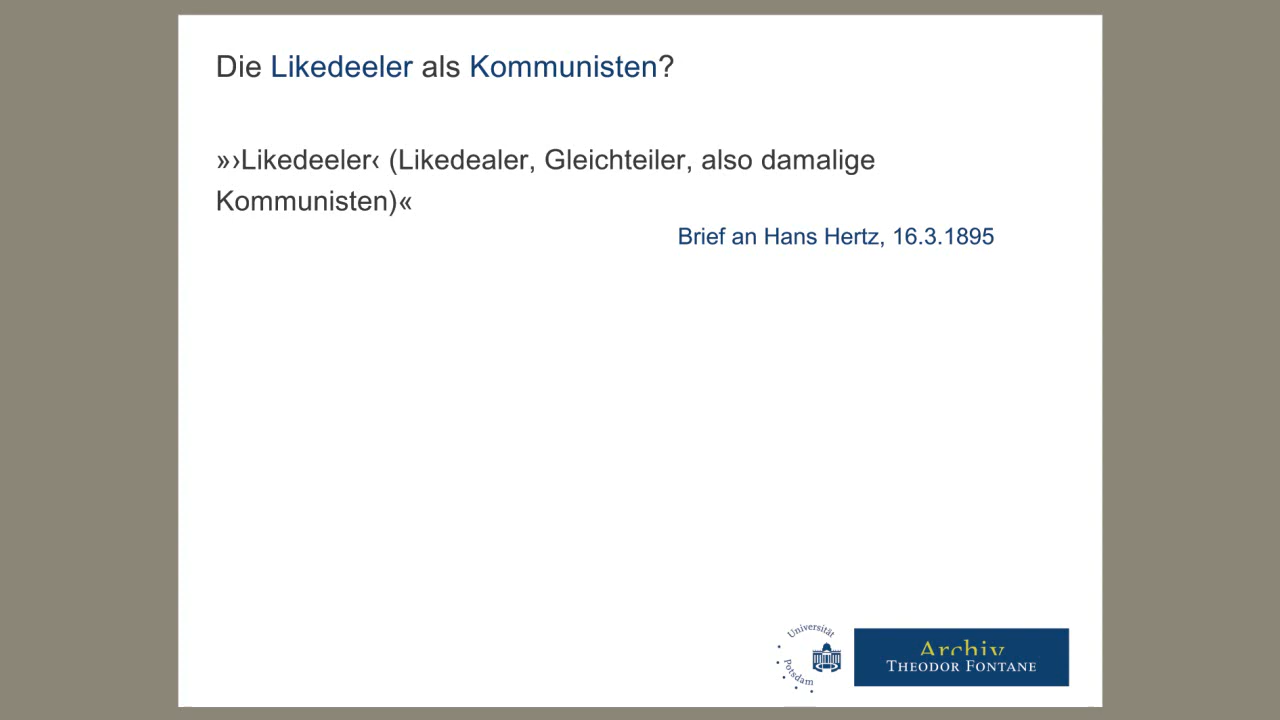 Die Likedeeler als Kommunisten?
»›Likedeeler‹ (Likedealer, Gleichteiler, also damalige
Kommunisten)«
Brief an Hans Hertz, 16.3.1895
Universität
Potsdam
Archiv
THEODOR FONTANE